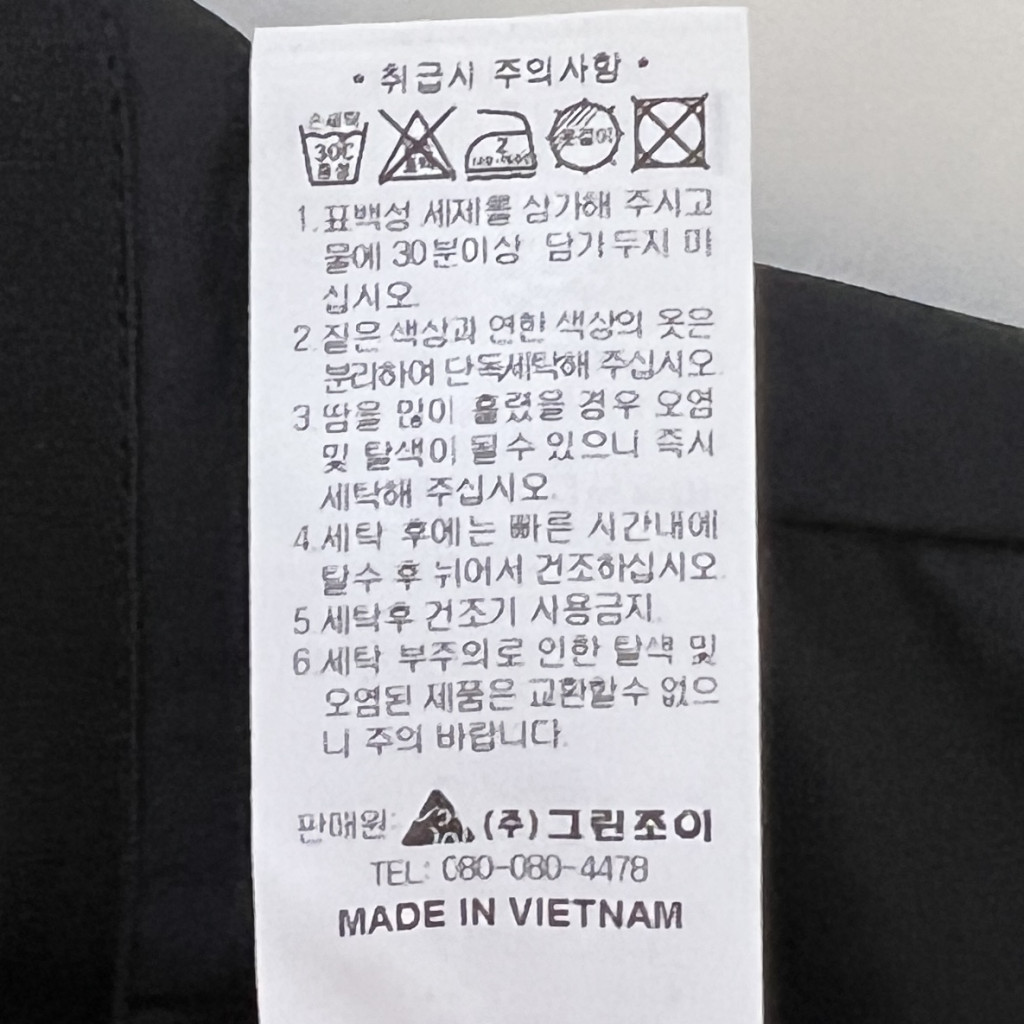 • 취급시 주의사항 •
손세탁
30℃
중성
표백
2
옷걸이
1. 표백성 세제를 삼가해 주시고
물에 30분이상 담가두지 마
십시오.
2. 짙은 색상과 연한 색상의 옷은
분리하여 단독세탁해 주십시오.
3. 땀을 많이 흘렸을 경우 오염
및 탈색이 될 수 있으니 즉시
세탁해 주십시오.
4. 세탁 후에는 빠른 시간내에
탈수 후 뉘어서 건조하십시오.
5. 세탁후 건조기 사용금지.
6. 세탁 부주의로 인한 탈색 및
오염된 제품은 교환할수 없으
니 주의 바랍니다.
판매원: (주)그린조이
TEL: 080-080-4478
MADE IN VIETNAM